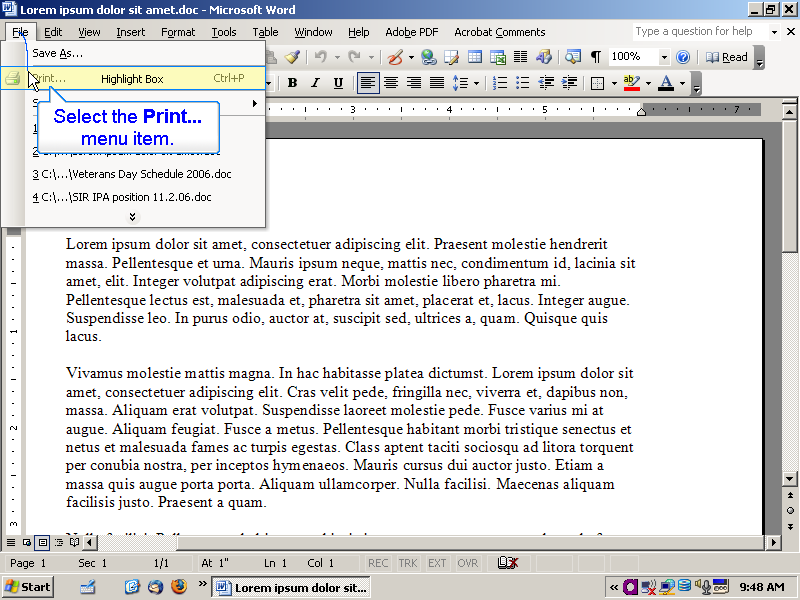 Lorem ipsum dolor sit amet.doc - Microsoft Word
File Edit View Insert Format Tools Table Window Help Adobe PDF Acrobat Comments Type a question for help
100% Read
B I U A
Save As...
Print... Highlight Box Ctrl+P
Select the Print...
menu item.
3 C:\...\Veterans Day Schedule 2006.doc
4 C:\...\SIR IPA position 11.2.06.doc
3 4 5 6 7
Lorem ipsum dolor sit amet, consectetuer adipiscing elit. Praesent molestie hendrerit
massa. Pellentesque et urna. Mauris ipsum neque, mattis nec, condimentum id, lacinia sit
amet, elit. Integer volutpat adipiscing erat. Morbi molestie libero pharetra mi.
Pellentesque lectus est, malesuada et, pharetra sit amet, placerat et, lacus. Integer augue.
Suspendisse leo. In purus odio, auctor at, suscipit sed, ultrices a, quam. Quisque quis
lacus.
Vivamus molestie mattis magna. In hac habitasse platea dictumst. Lorem ipsum dolor sit
amet, consectetuer adipiscing elit. Cras velit pede, fringilla nec, viverra et, dapibus non,
massa. Aliquam erat volutpat. Suspendisse laoreet molestie pede. Fusce varius mi at
augue. Aliquam feugiat. Fusce a metus. Pellentesque habitant morbi tristique senectus et
netus et malesuada fames ac turpis egestas. Class aptent taciti sociosqu ad litora torquent
per conubia nostra, per inceptos hymenaeos. Mauris cursus dui auctor justo. Etiam a
massa quis augue porta porta. Aliquam ullamcorper. Nulla facilisi. Maecenas aliquam
facilisis justo. Praesent a quam.
1
2
3
Page 1 Sec 1 1/1 At 1" Ln 1 Col 1 REC TRK EXT OVR
Start Lorem ipsum dolor sit... 9:48 AM